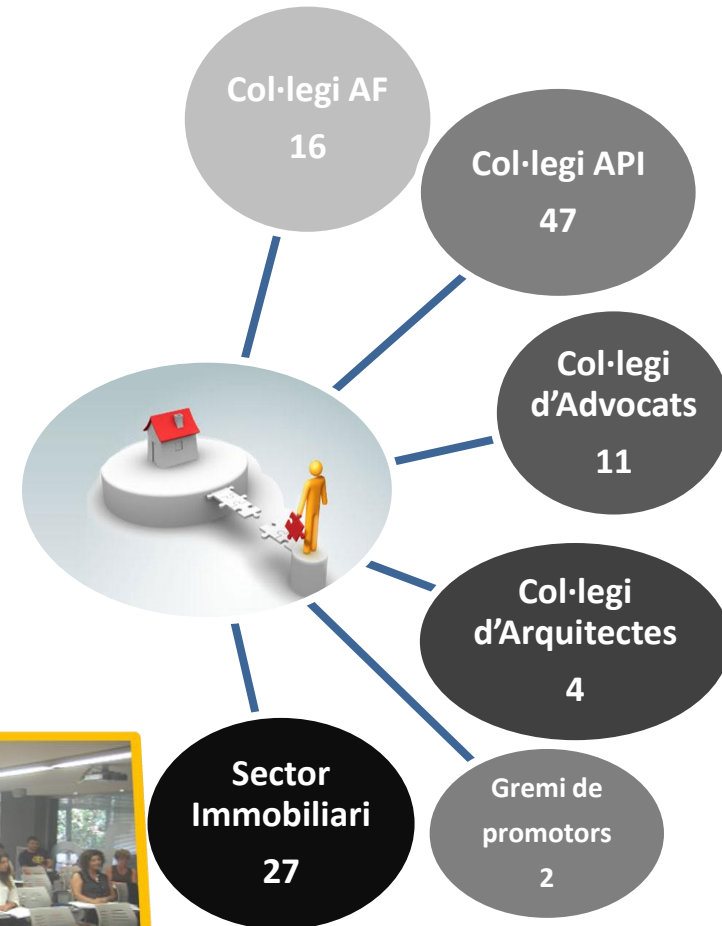 Col·legi AF
16
Col·legi API
47
Col·legi
d’Advocats
11
Col·legi
d’Arquitectes
4
Gremi de
promotors
2
Sector
Immobiliari
27